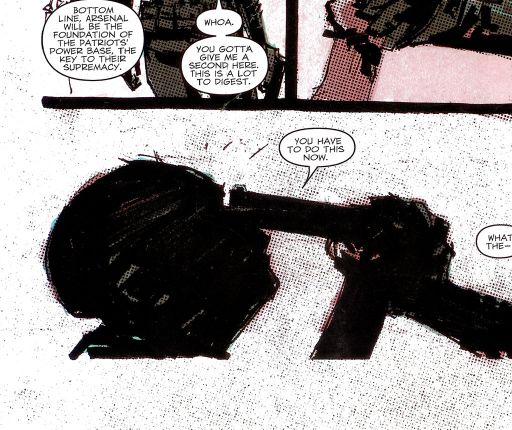 BOTTOM
LINE, ARSENAL
WILL BE THE
FOUNDATION OF
THE PATRIOTS'
POWER BASE, THE
KEY TO THEIR
SUPREMACY.
WHOA.
YOU GOTTA
GIVE ME A
SECOND HERE.
THIS IS A LOT
TO DIGEST.
YOU HAVE
TO DO THIS
NOW.
WHAT
THE—